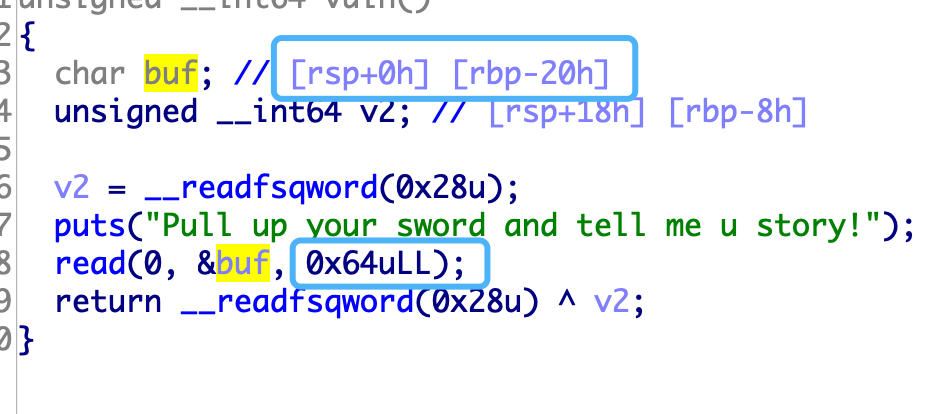 unsigned __int64 vuln()
2 {
3 char buf; // [rsp+0h] [rbp-20h]
4 unsigned __int64 v2; // [rsp+18h] [rbp-8h]
5
6 v2 = __readfsqword(0x28u);
7 puts("Pull up your sword and tell me u story!");
8 read(0, &buf, 0x64uLL);
9 return __readfsqword(0x28u) ^ v2;
0 }